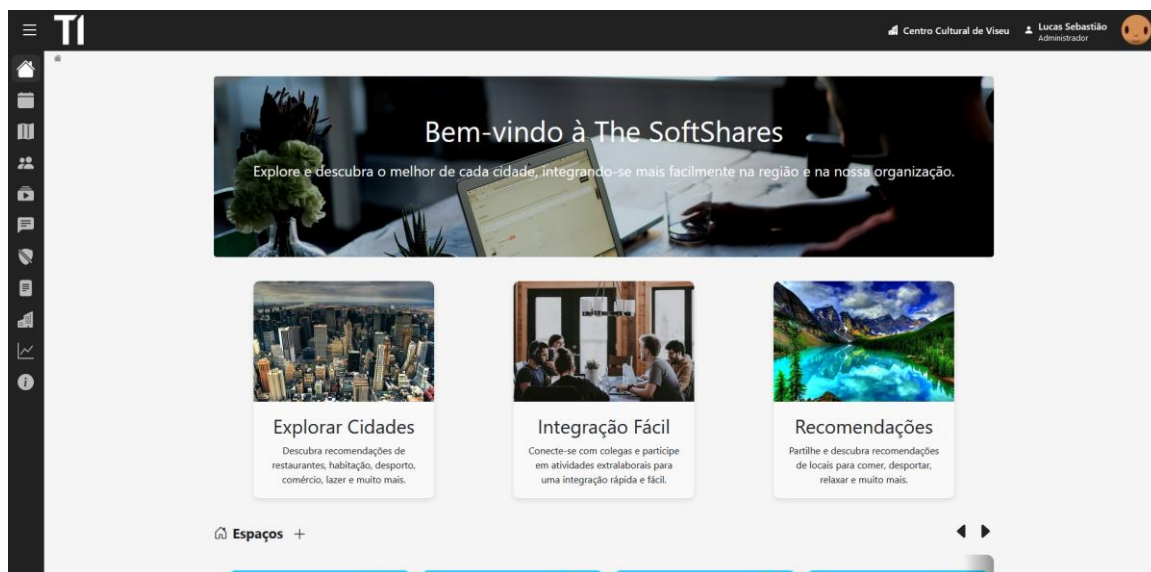 T1
Centro Cultural de Viseu
Lucas Sebastião
Administrador
Bem-vindo à The SoftShares
Explore e descubra o melhor de cada cidade, integrando-se mais facilmente na região e na nossa organização.
Explorar Cidades
Descubra recomendações de
restaurantes, habitação, desporto,
comércio, lazer e muito mais.
Integração Fácil
Conecte-se com colegas e participe
em atividades extralaborais para
uma integração rápida e fácil.
Recomendações
Partilhe e descubra recomendações
de locais para comer, desportar,
relaxar e muito mais.
Espaços +